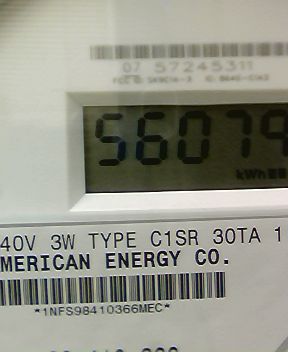 07 57245311
56079
kWh
40V 3W TYPE C1SR 30TA 1
MERICAN ENERGY CO.
*1NFS98410366MEC*